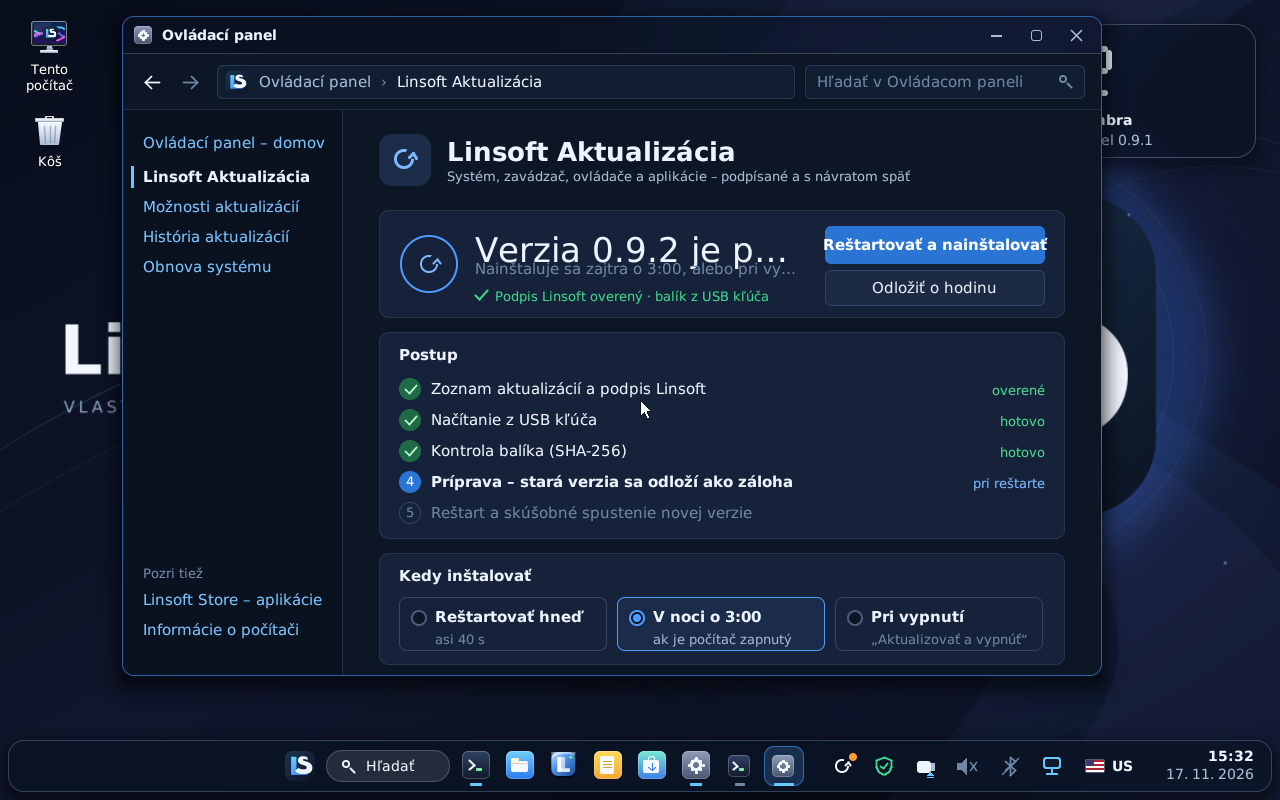 Tento
počítač
Kôš
Ovládací panel
Ovládací panel › Linsoft Aktualizácia
Hľadať v Ovládacom paneli
Ovládací panel – domov
Linsoft Aktualizácia
Možnosti aktualizácií
História aktualizácií
Obnova systému
Pozri tiež
Linsoft Store – aplikácie
Informácie o počítači
Linsoft Aktualizácia
Systém, zavádzač, ovládače a aplikácie – podpísané a s návratom späť
Verzia 0.9.2 je p…
Nainštaluje sa zajtra o 3:00, alebo pri vy…
Podpis Linsoft overený · balík z USB kľúča
Reštartovať a nainštalovať
Odložiť o hodinu
Postup
Zoznam aktualizácií a podpis Linsoft overené
Načítanie z USB kľúča hotovo
Kontrola balíka (SHA-256) hotovo
4 Príprava – stará verzia sa odloží ako záloha pri reštarte
5 Reštart a skúšobné spustenie novej verzie
Kedy inštalovať
Reštartovať hneď
asi 40 s
V noci o 3:00
ak je počítač zapnutý
Pri vypnutí
„Aktualizovať a vypnúť“
bra
el 0.9.1
Li
VLAS
LS
Hľadať
US
15:32
17. 11. 2026